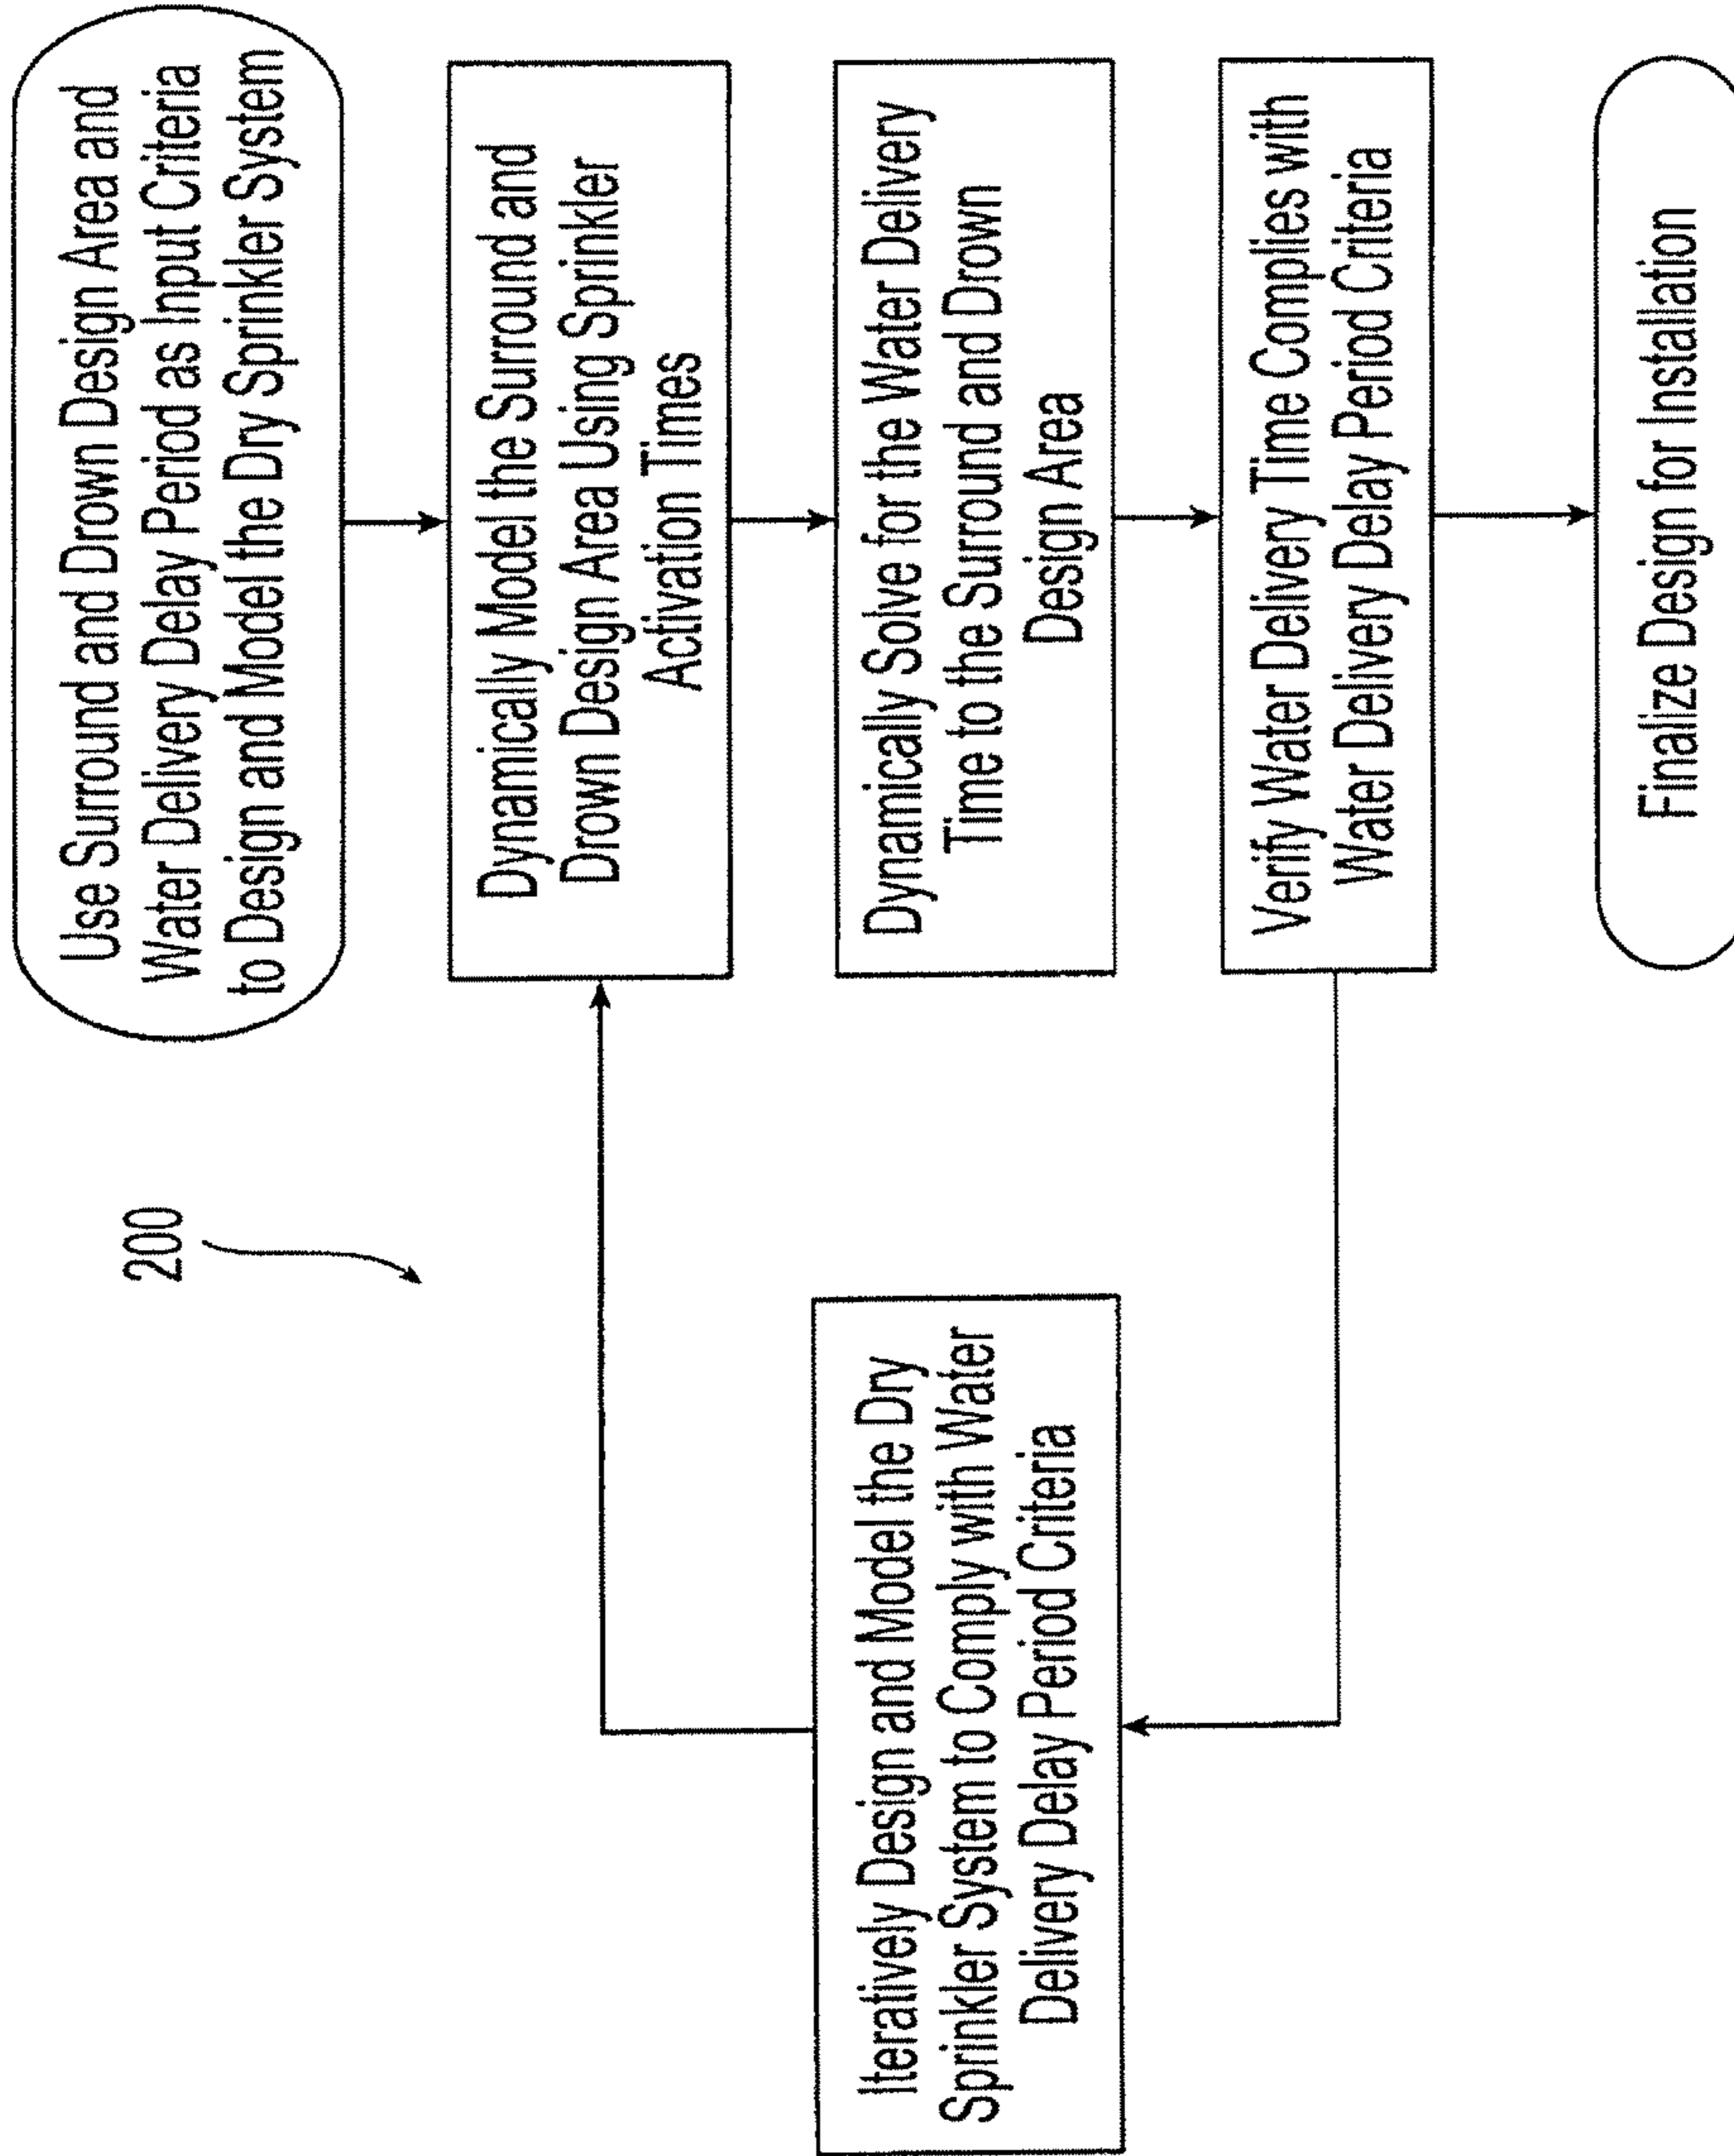 Use Surround and Drown Design Area and
Water Delivery Delay Period as Input Criteria
to Design and Model the Dry Sprinkler System
200
Dynamically Model the Surround and
Drown Design Area Using Sprinkler
Activation Times
Dynamically Solve for the Water Delivery
Time to the Surround and Drown
Design Area
Iteratively Design and Model the Dry
Sprinkler System to Comply with Water
Delivery Delay Period Criteria
Verify Water Delivery Time Complies with
Water Delivery Delay Period Criteria
Finalize Design for Installation